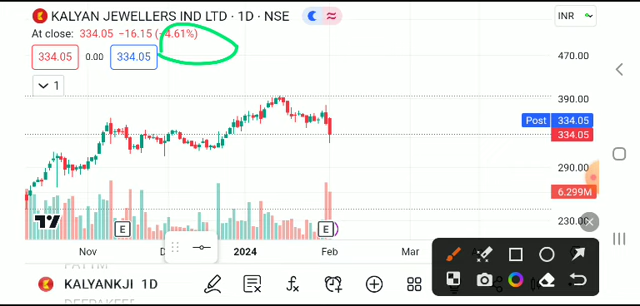 KALYAN JEWELLERS IND LTD · 1D · NSE
INR
At close: 334.05 −16.15 (−4.61%)
334.05 0.00 334.05
1
470.00
390.00
Post 334.05
334.05
290.00
6.299M
230.00
E E
Nov 2024 Feb Mar
KALYANKJI 1D